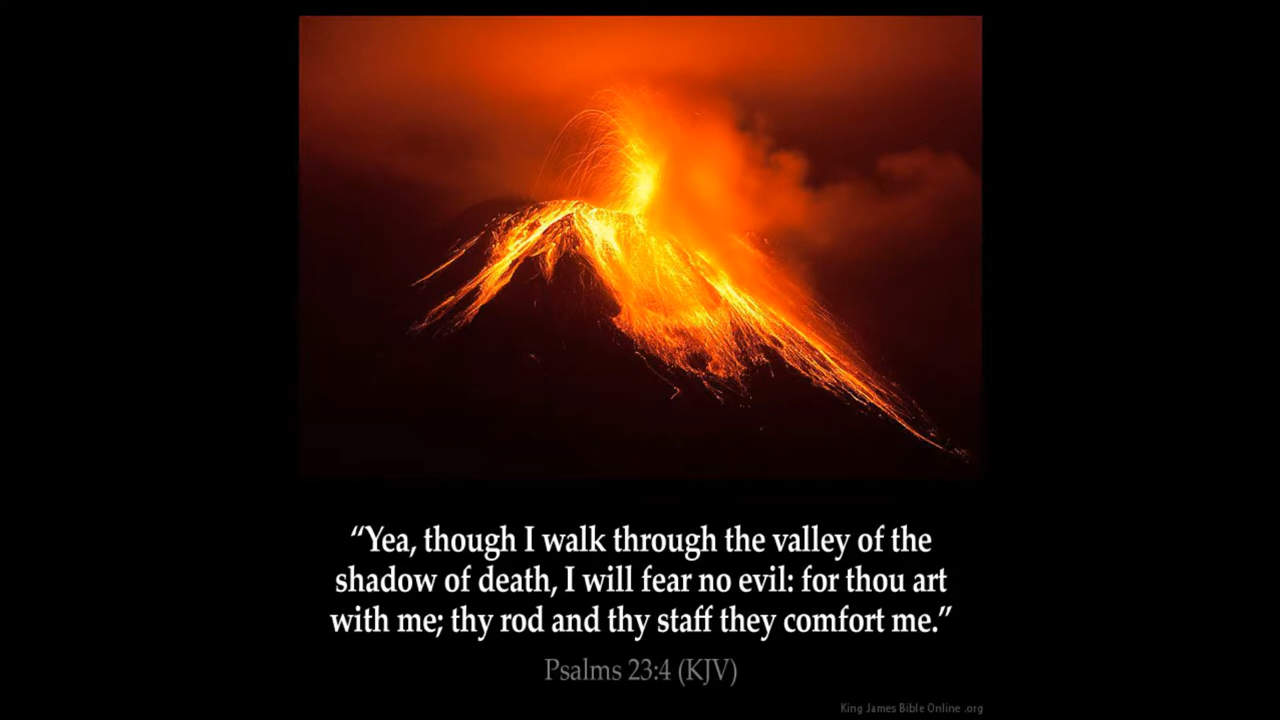 “Yea, though I walk through the valley of the
shadow of death, I will fear no evil: for thou art
with me; thy rod and thy staff they comfort me.”
Psalms 23:4 (KJV)
King James Bible Online .org